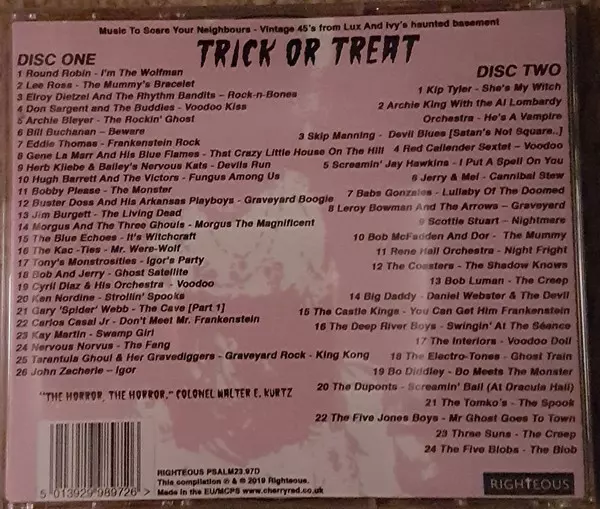 Music To Scare Your Neighbours - Vintage 45's from Lux And Ivy's haunted basement
TRICK OR TREAT
DISC ONE
1 Round Robin - I'm The Wolfman
2 Lee Ross - The Mummy's Bracelet
3 Elroy Dietzel And The Rhythm Bandits – Rock-n-Bones
4 Don Sargent and The Buddies - Voodoo Kiss
5 Archie Bleyer - The Rockin' Ghost
6 Bill Buchanan – Beware
7 Eddie Thomas - Frankenstein Rock
8 Gene La Marr And His Blue Flames - That Crazy Little House On The Hill
9 Herb Kliebe & Bailey's Nervous Kats - Devils Run
10 Hugh Barrett And The Victors - Fungus Among Us
11 Bobby Please - The Monster
12 Buster Doss And His Arkansas Playboys - Graveyard Boogie
13 Jim Burgett - The Living Dead
14 Morgus And The Three Ghouls - Morgus The Magnificent
15 The Blue Echoes - It's Witchcraft
16 The Kac -Ties - Mr. Were-Wolf
17 Tony's Monstrosities - Igor's Party
18 Bob And Jerry - Ghost Satellite
19 Cyril Diaz & His Orchestra - Voodoo
20 Ken Nordine - Strollin' Spooks
21 Gary 'Spider' Webb - The Cave [Part 1]
22 Carlos Casal Jr - Don't Meet Mr. Frankenstein
23 Kay Martin - Swamp Girl
24 Nervous Norvus - The Fang
25 Tarantula Ghoul & Her Gravediggers - Graveyard Rock - King Kong
26 John Zacherle – Igor
DISC TWO
1 Kip Tyler - She's My Witch
2 Archie King With the Al Lombardy
Orchestra - He's A Vampire
3 Skip Manning - Devil Blues [Satan's Not Square..]
4 Red Callender Sextet – Voodoo
5 Screamin' Jay Hawkins - I Put A Spell On You
6 Jerry & Mel - Cannibal Stew
7 Babs Gonzales - Lullaby Of The Doomed
8 Leroy Bowman And The Arrows – Graveyard
9 Scottie Stuart – Nightmare
10 Bob McFadden And Dor - The Mummy
11 Rene Hall Orchestra - Night Fright
12 The Coasters - The Shadow Knows
13 Bob Luman - The Creep
14 Big Daddy - Daniel Webster & The Devil
15 The Castle Kings - You Can Get Him Frankenstein
16 The Deep River Boys - Swingin' At The Séance
17 The Interiors - Voodoo Doll
18 The Electro-Tones - Ghost Train
19 Bo Diddley - Bo Meets The Monster
20 The Duponts - Screamin' Ball (At Dracula Hall)
21 The Tomko's - The Spook
22 The Five Jones Boys - Mr Ghost Goes To Town
23 Three Suns - The Creep
24 The Five Blobs - The Blob
"THE HORROR, THE HORROR," COLONEL WALTER E. KURTZ
5 013929 989726 >
RIGHTEOUS PSALM23.97D
This compilation ℗ & © 2019 Righteous.
Made in the EU/MCPS www.cherryred.co.uk
RIGHTEOUS